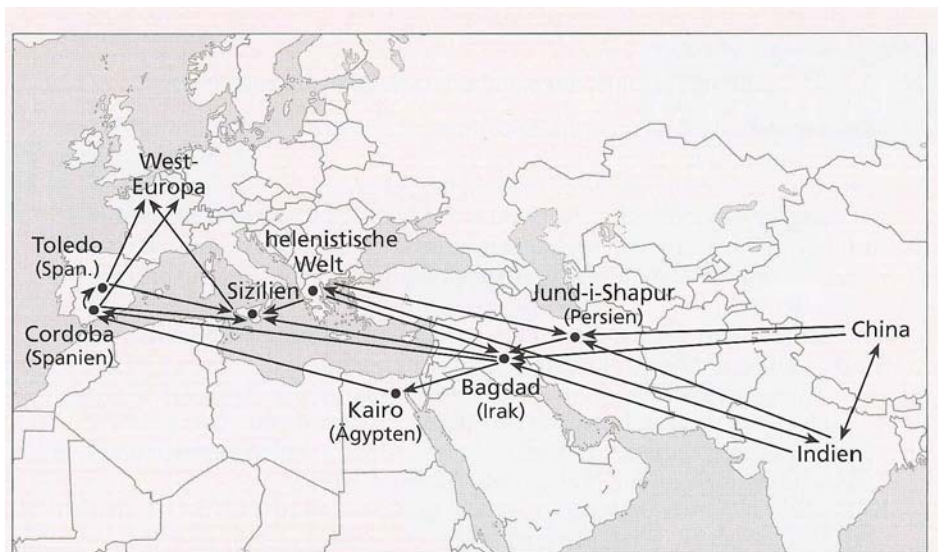 West-
Europa
Toledo
(Span.)
helenistische
Welt
Sizilien
Jund-i-Shapur
(Persien)
China
Cordoba
(Spanien)
Bagdad
(Irak)
Kairo
(Ägypten)
Indien